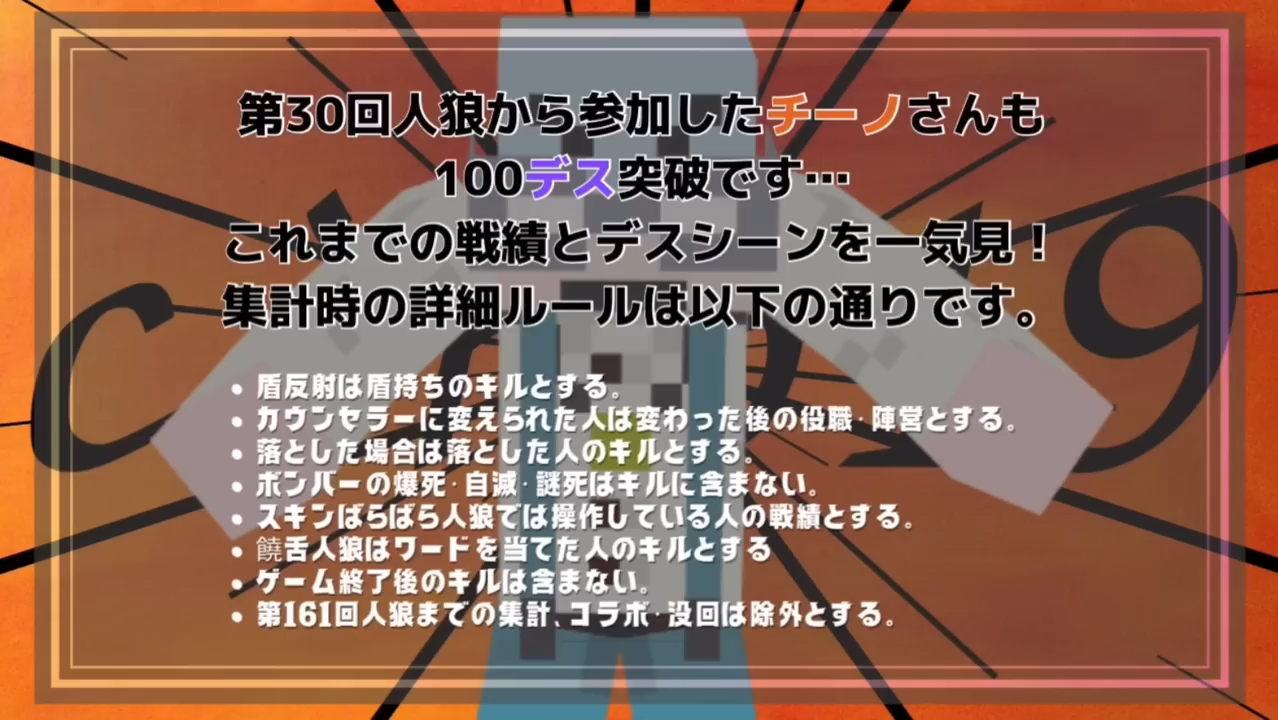 第30回人狼から参加したチーノさんも
100デス突破です…
これまでの戦績とデスシーンを一気見！
集計時の詳細ルールは以下の通りです。
• 盾反射は盾持ちのキルとする。
• カウンセラーに変えられた人は変わった後の役職･陣営とする。
• 落とした場合は落とした人のキルとする。
• ボンバーの爆死･自滅･謎死はキルに含まない。
• スキンばらばら人狼では操作している人の戦績とする。
• 饒舌人狼はワードを当てた人のキルとする
• ゲーム終了後のキルは含まない。
• 第161回人狼までの集計、コラボ･没回は除外とする。